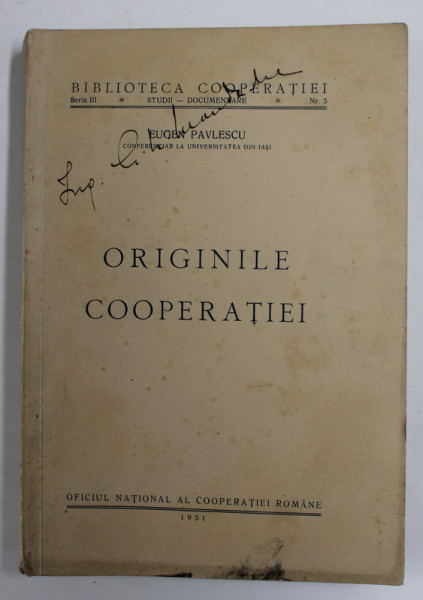 BIBLIOTECA COOPERAȚIEI
Seria III * STUDII — DOCUMENTARE * Nr. 5
EUGEN PAVLESCU
CONFERENȚIAR LA UNIVERSITATEA DIN IAȘI
Ing.
ORIGINILE
COOPERAȚIEI
OFICIUL NAȚIONAL AL COOPERAȚIEI ROMÂNE
1931